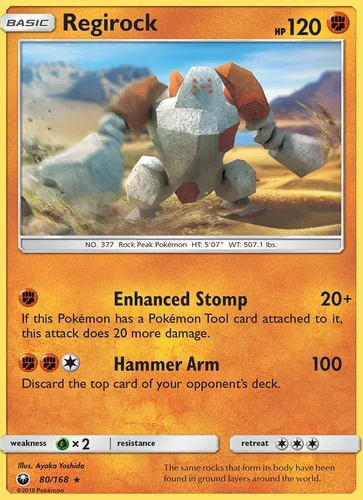 BASIC Regirock HP 120
NO. 377 Rock Peak Pokémon HT: 5'07" WT: 507.1 lbs.
Enhanced Stomp 20+
If this Pokémon has a Pokémon Tool card attached to it,
this attack does 20 more damage.
Hammer Arm 100
Discard the top card of your opponent's deck.
weakness × 2 resistance retreat
Illus. Ayaka Yoshida
80/168 ★
©2018 Pokémon
The same rocks that form its body have been
found in ground layers around the world.